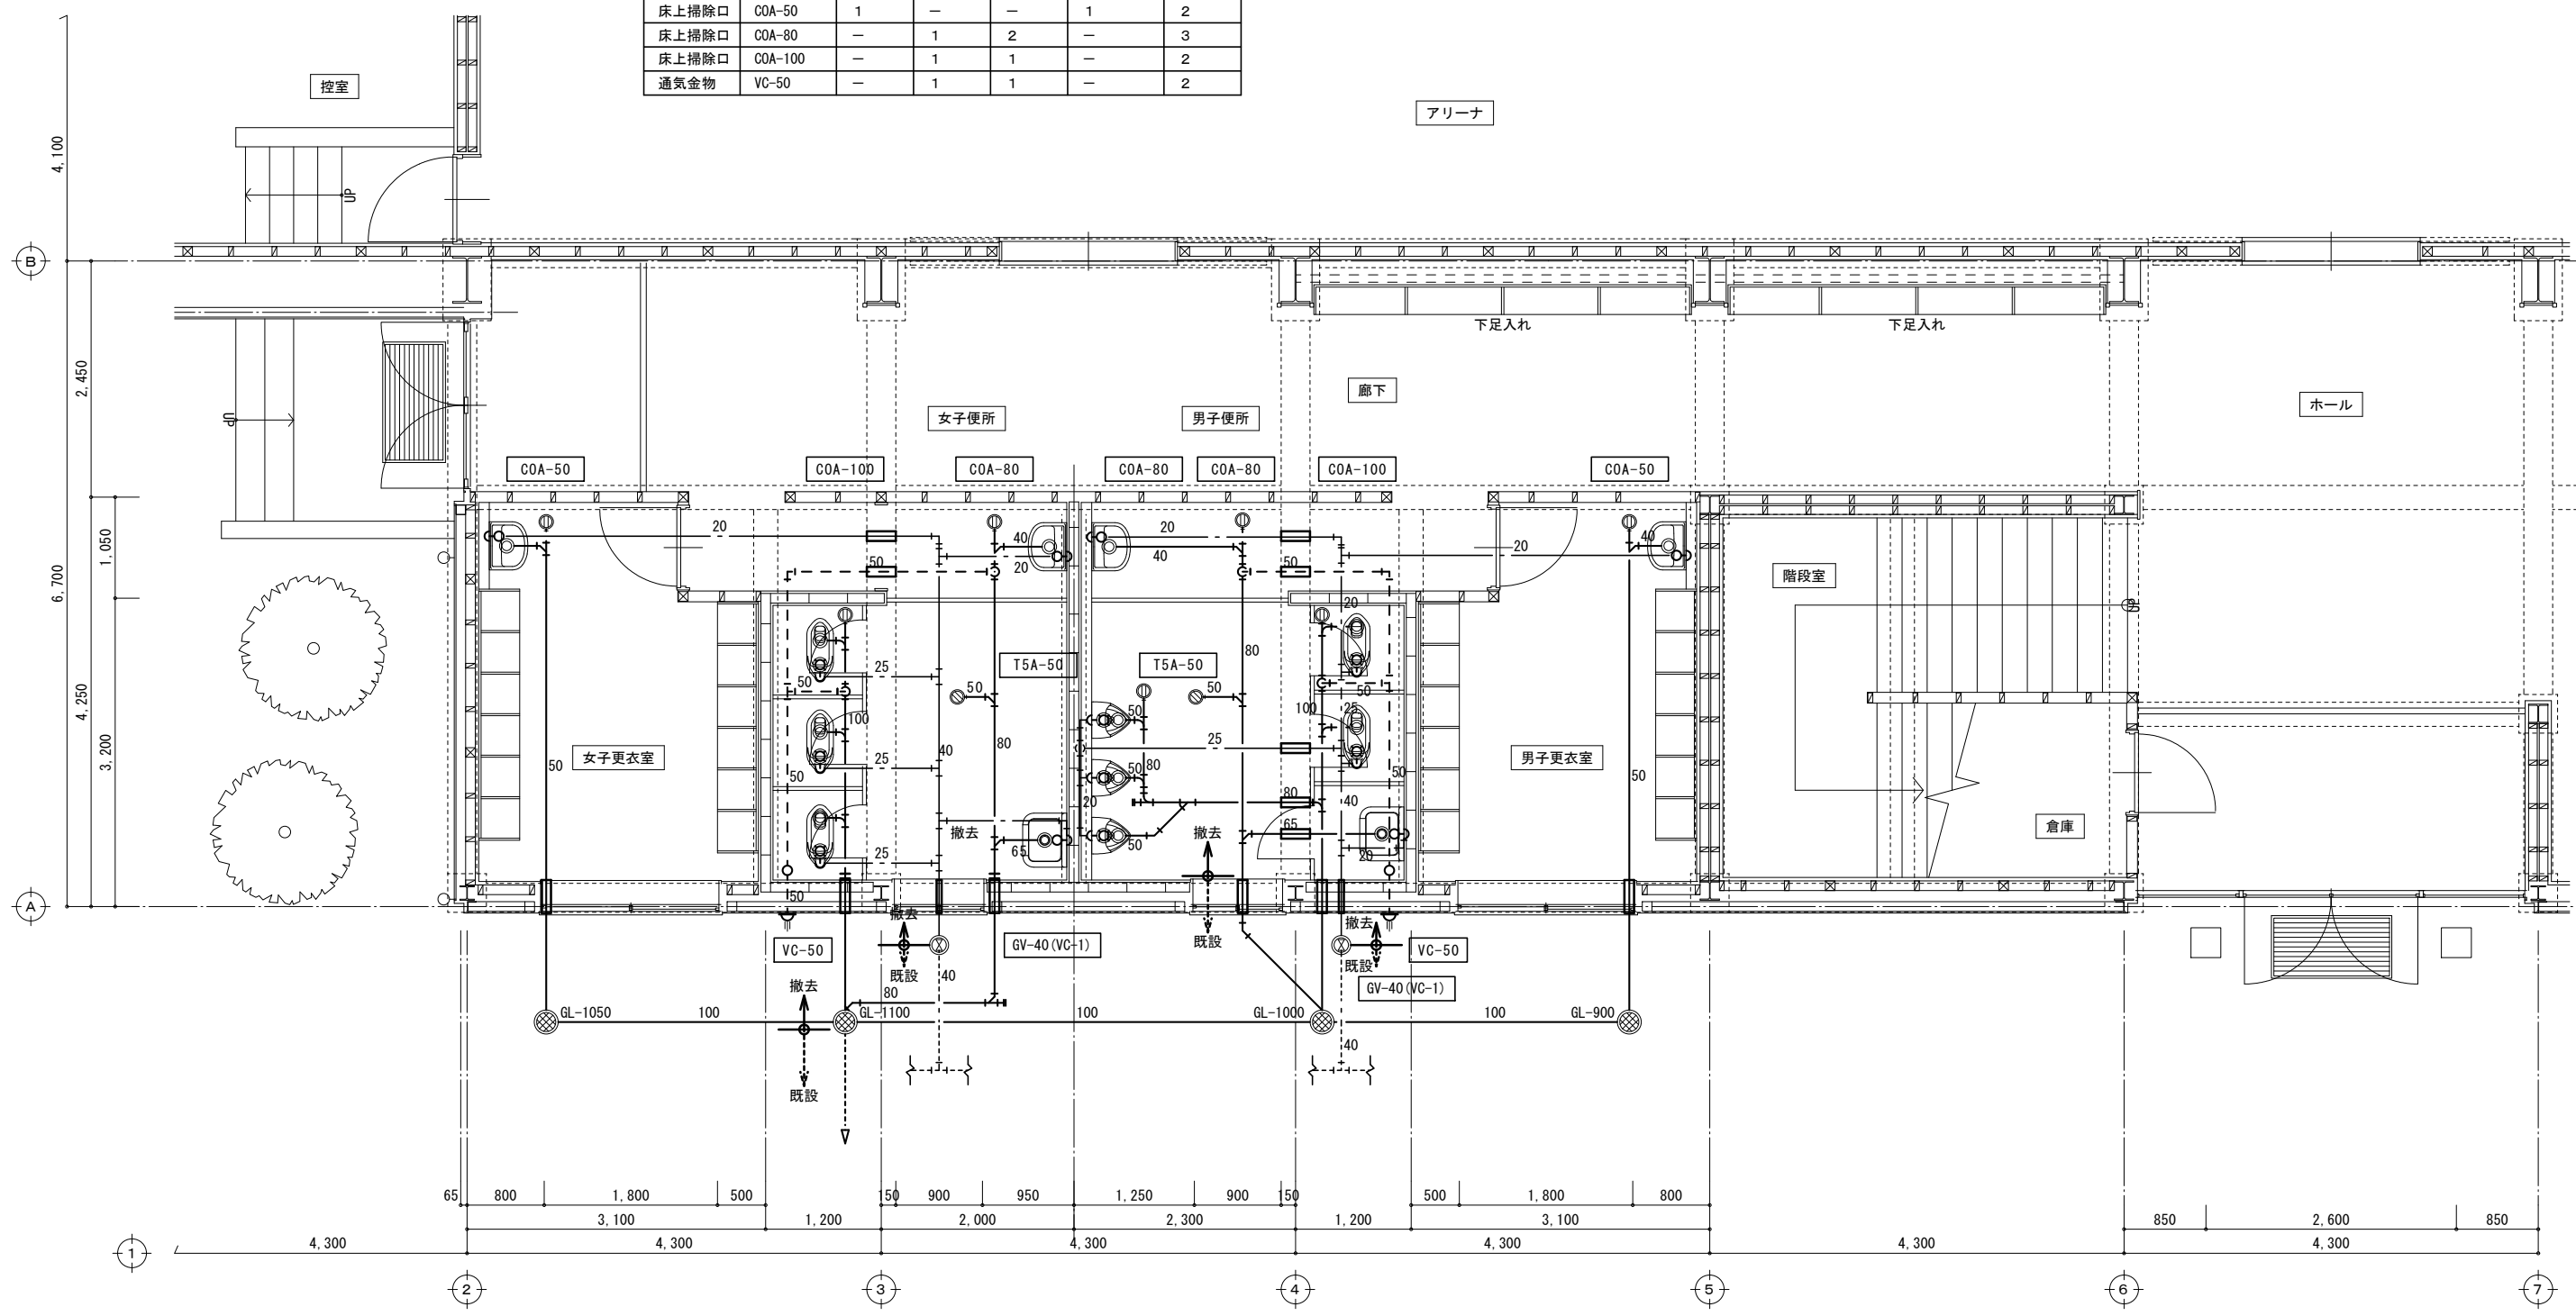 床上掃除口 COA-50 1 － － 1 2
床上掃除口 COA-80 － 1 2 － 3
床上掃除口 COA-100 － 1 1 － 2
通気金物 VC-50 － 1 1 － 2
控室
アリーナ
4,100
UP
B
下足入れ 下足入れ
2,450
廊下
女子便所 男子便所
ホール
UP
COA-50 COA-100 COA-80 COA-80 COA-80 COA-100 COA-50
20 20
40 40 20 40
1,050
50 20 50
階段室
6,700
20 UP
80
25 T5A-50 T5A-50
50 50 50 50
4,250
50 25
100 100
3,200
40 80 25
女子更衣室 男子更衣室
50 25 50 80 50
50 50 50
20 80 40
撤去 65 撤去
倉庫
65 50
25 20
50
A
撤去 撤去
VC-50 GV-40(VC-1) 既設 VC-50
既設 40 既設
撤去 80 GV-40(VC-1)
GL-1050 100 GL-1100 100 GL-1000 100 GL-900
40
既設
65 800 1,800 500 150 900 950 1,250 900 150 500 1,800 800
3,100 1,200 2,000 2,300 1,200 3,100 850 2,600 850
1 4,300 4,300 4,300 4,300 4,300 4,300
2 3 4 5 6 7